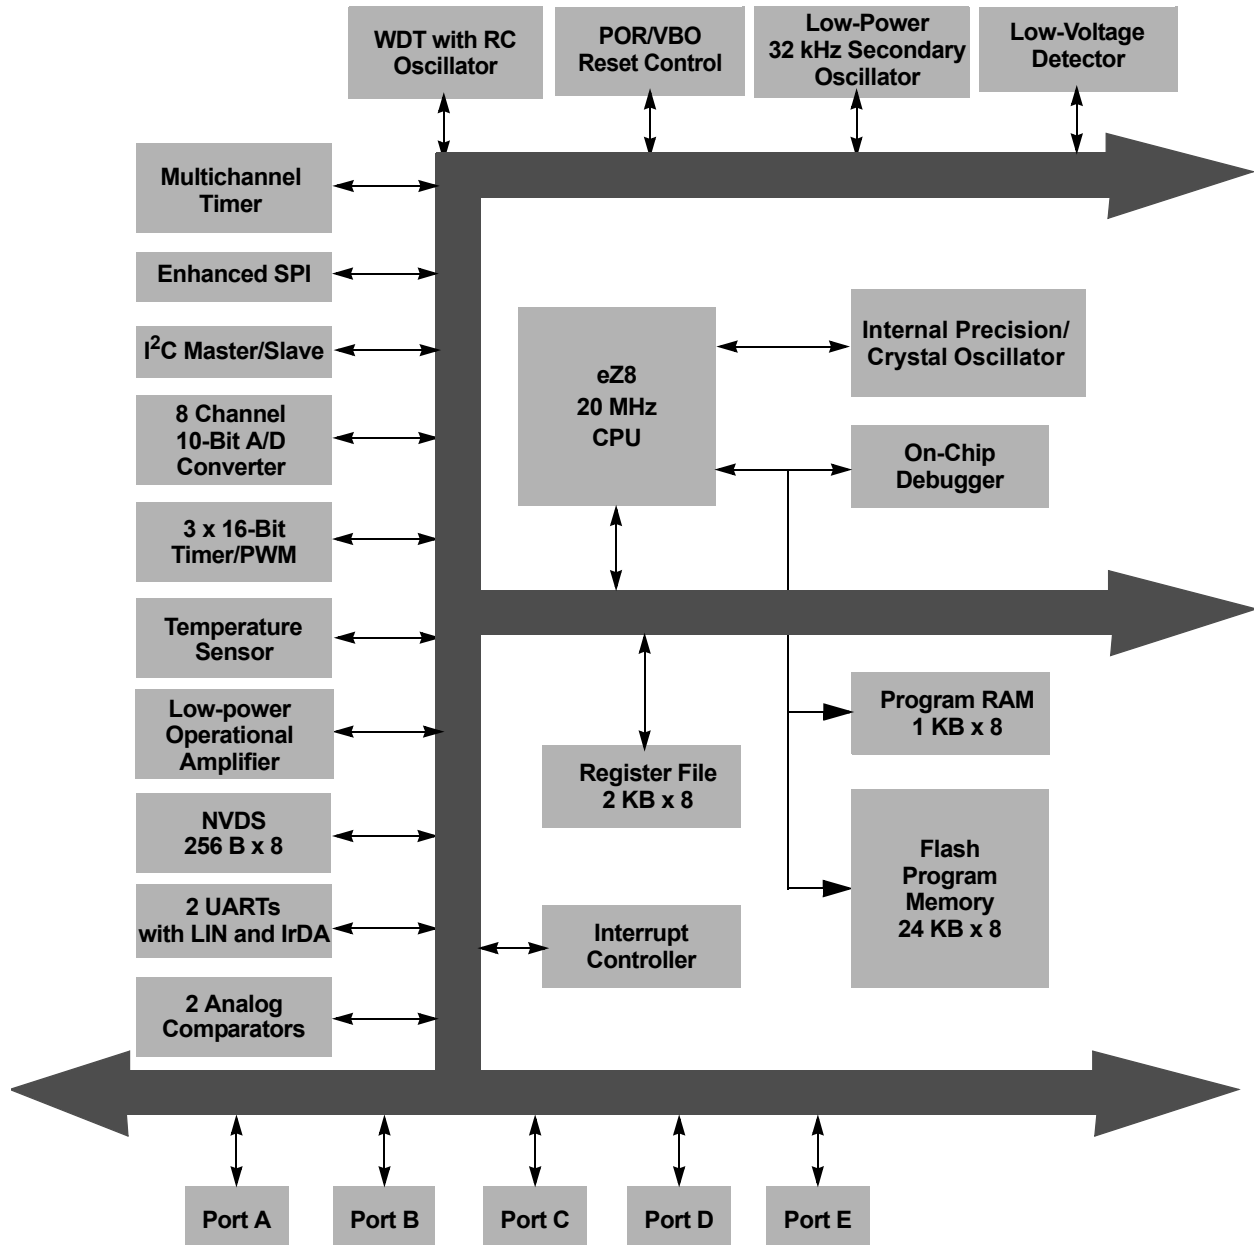 WDT with RC
Oscillator
POR/VBO
Reset Control
Low-Power
32 kHz Secondary
Oscillator
Low-Voltage
Detector
Multichannel
Timer
Enhanced SPI
I²C Master/Slave
8 Channel
10-Bit A/D
Converter
3 x 16-Bit
Timer/PWM
Temperature
Sensor
Low-power
Operational
Amplifier
NVDS
256 B x 8
2 UARTs
with LIN and IrDA
2 Analog
Comparators
eZ8
20 MHz
CPU
Internal Precision/
Crystal Oscillator
On-Chip
Debugger
Register File
2 KB x 8
Program RAM
1 KB x 8
Flash
Program
Memory
24 KB x 8
Interrupt
Controller
Port A
Port B
Port C
Port D
Port E